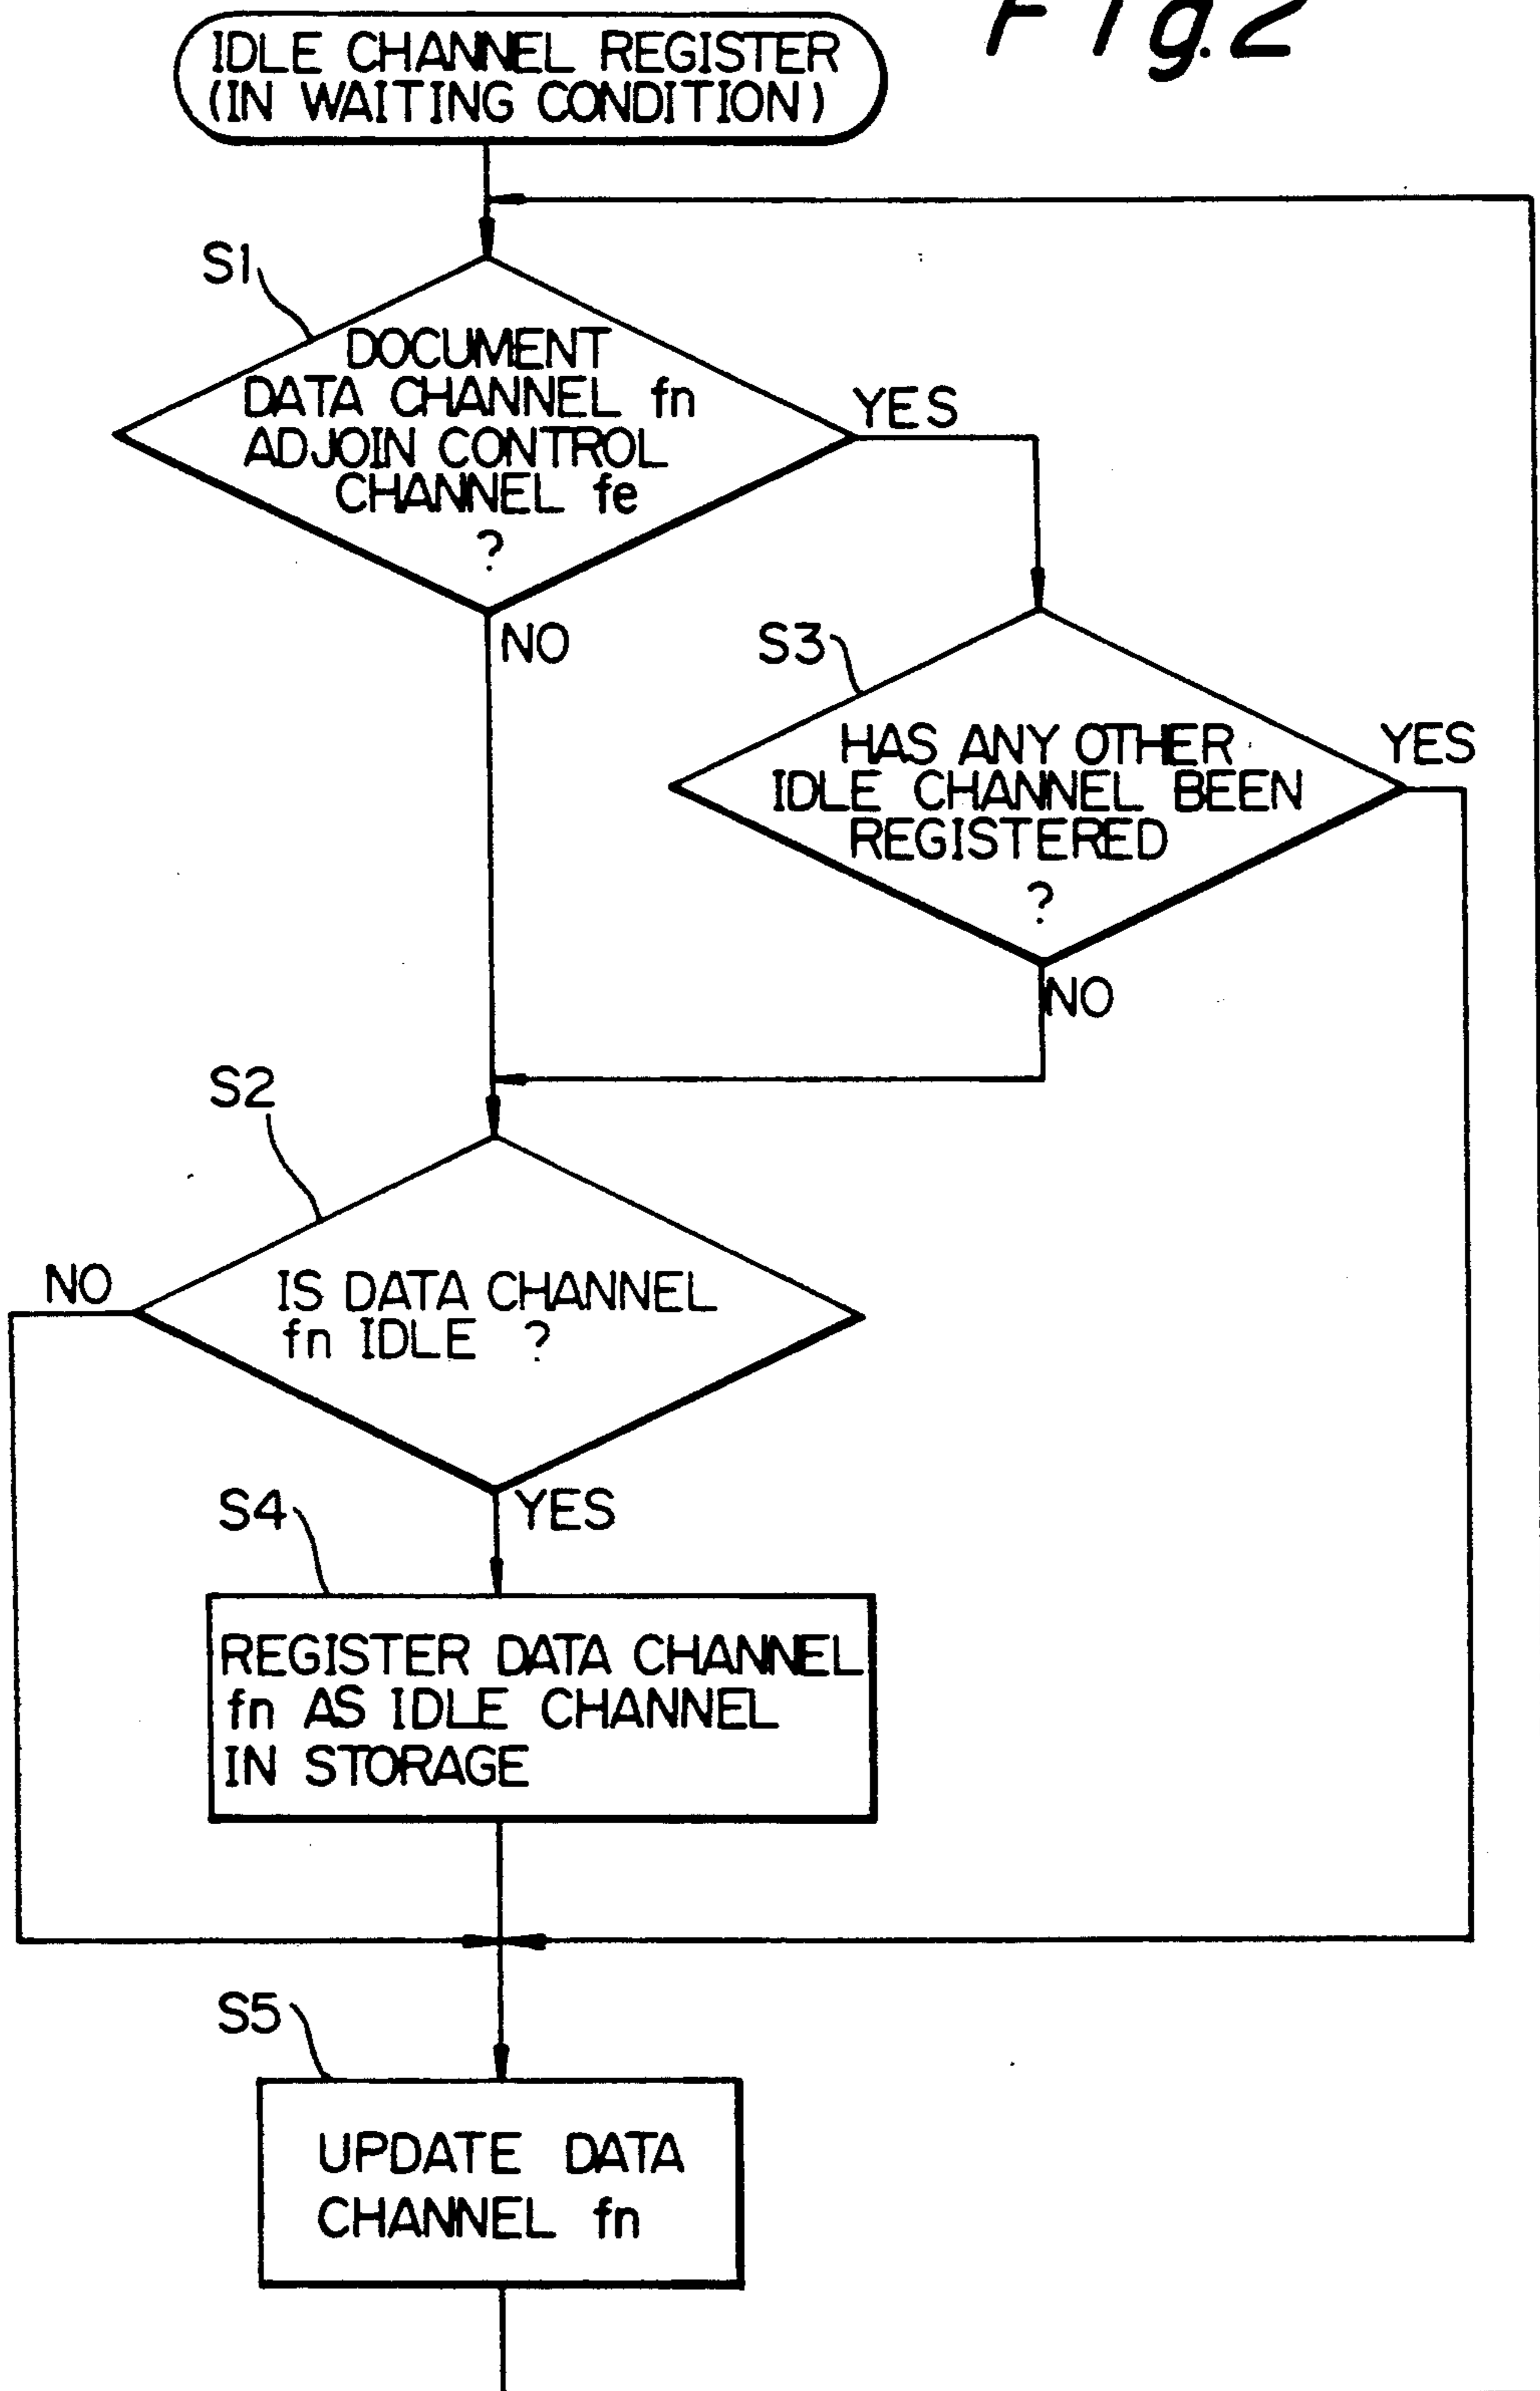 Fig.2
IDLE CHANNEL REGISTER
(IN WAITING CONDITION)
S1
DOCUMENT
DATA CHANNEL fn
ADJOIN CONTROL
CHANNEL fe
?
YES
NO
S3
HAS ANY OTHER
IDLE CHANNEL BEEN
REGISTERED
?
YES
NO
S2
IS DATA CHANNEL
fn IDLE ?
NO
YES
S4
REGISTER DATA CHANNEL
fn AS IDLE CHANNEL
IN STORAGE
S5
UPDATE DATA
CHANNEL fn